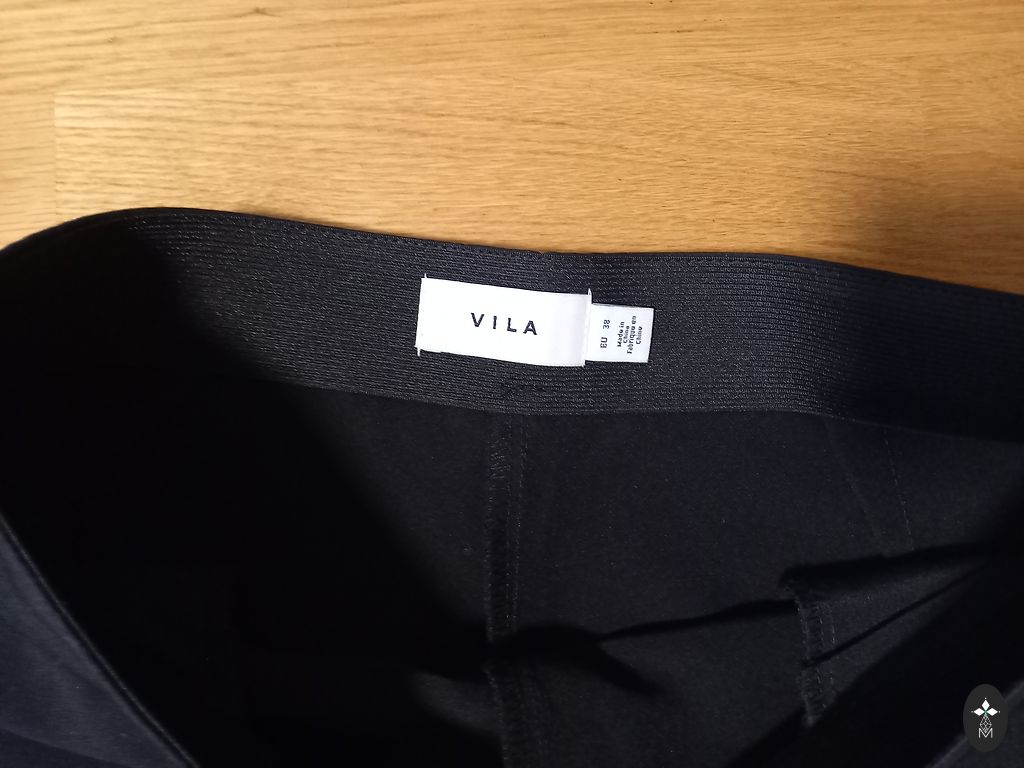 VILA
EU 38
Made in
China
Fabriqué en
Chine
M